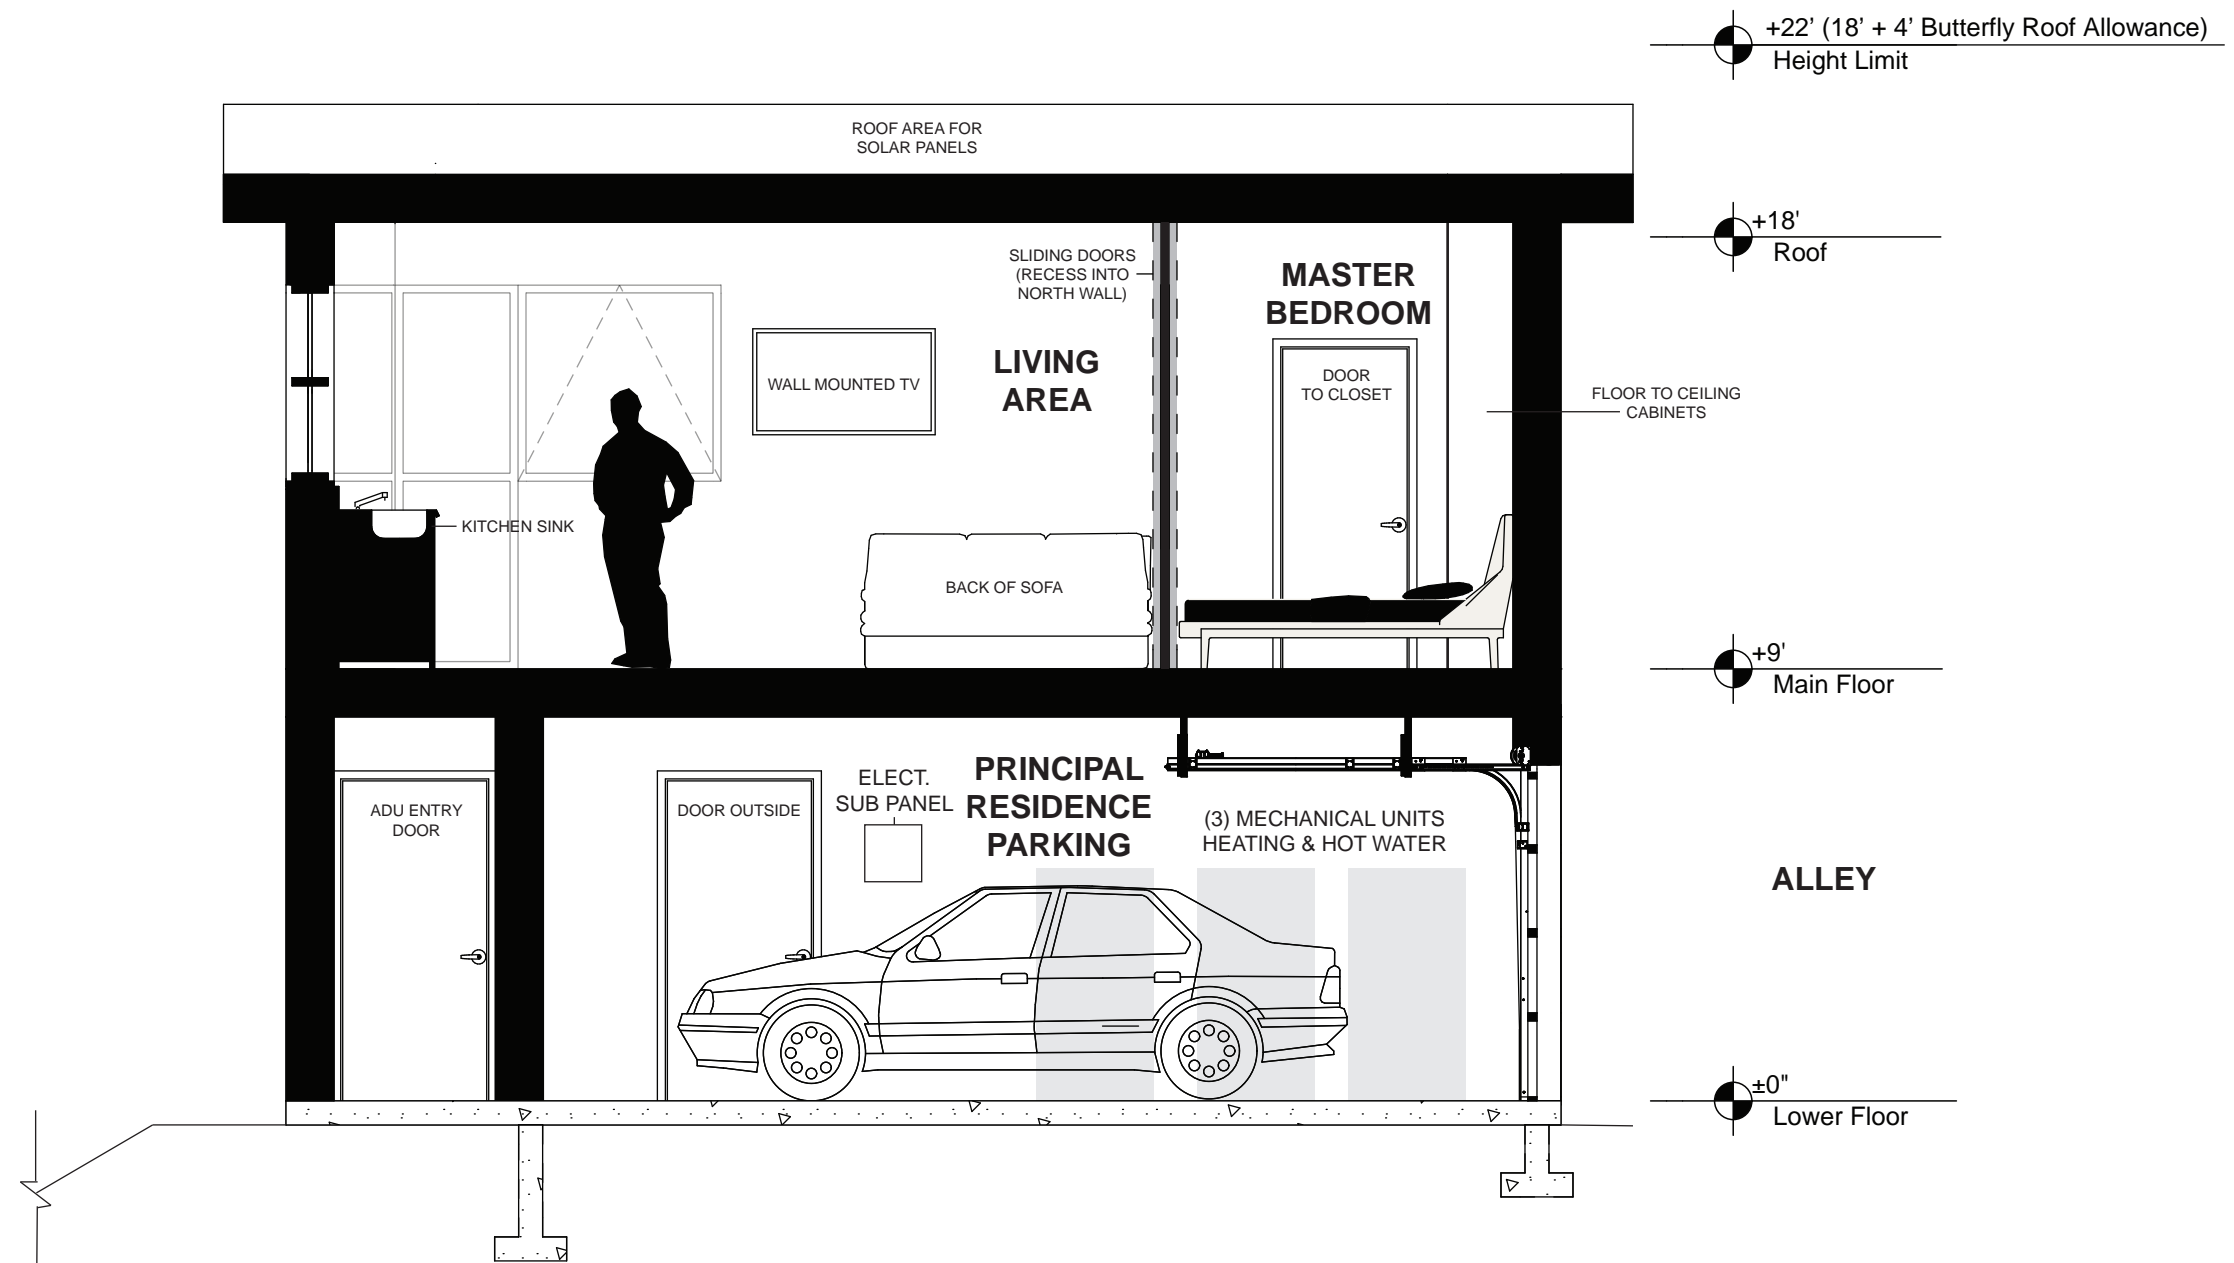 +22’ (18’ + 4’ Butterfly Roof Allowance)
Height Limit
ROOF AREA FOR
SOLAR PANELS
+18'
Roof
SLIDING DOORS
(RECESS INTO
NORTH WALL)
MASTER
BEDROOM
LIVING
AREA
WALL MOUNTED TV
DOOR
TO CLOSET
FLOOR TO CEILING
CABINETS
KITCHEN SINK
BACK OF SOFA
+9'
Main Floor
ADU ENTRY
DOOR
DOOR OUTSIDE
ELECT.
SUB PANEL
PRINCIPAL
RESIDENCE
PARKING
(3) MECHANICAL UNITS
HEATING & HOT WATER
ALLEY
±0"
Lower Floor